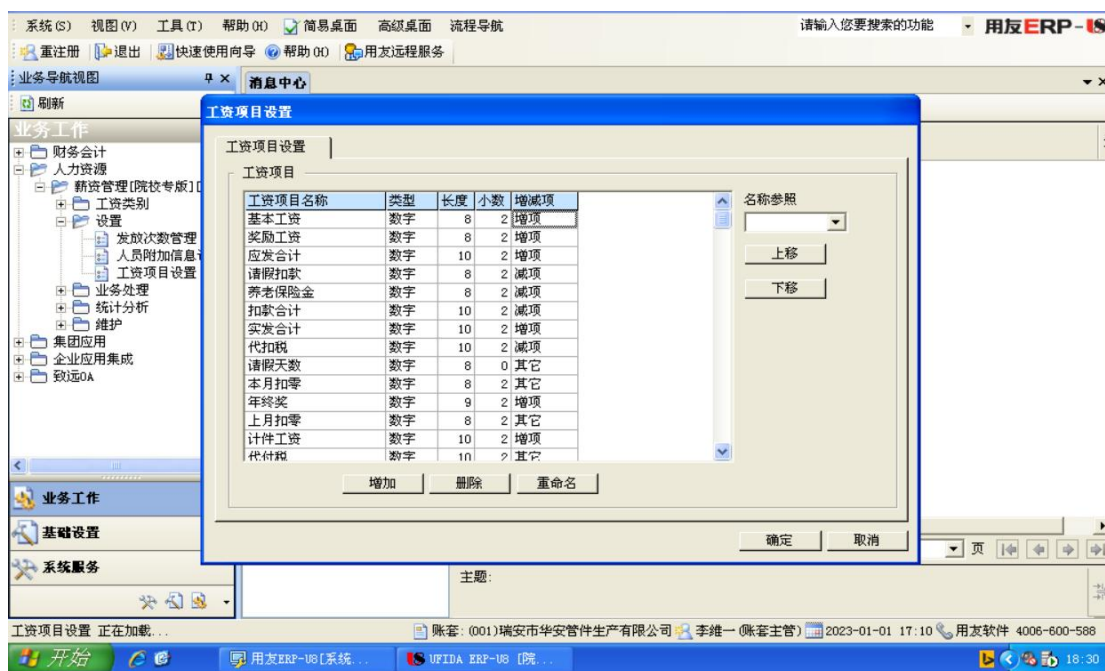 系统(S) 视图(V) 工具(T) 帮助(H) 简易桌面 高级桌面 流程导航 请输入您要搜索的功能 用友ERP-U8
重注册 退出 快速使用向导 帮助(H) 用友远程服务
业务导航视图
消息中心
刷新
业务工作
财务会计
人力资源
薪资管理[院校专版][
工资类别
设置
发放次数管理
人员附加信息
工资项目设置
业务处理
统计分析
维护
集团应用
企业应用集成
致远OA
业务工作
基础设置
系统服务
工资项目设置
工资项目设置
工资项目
工资项目名称 类型 长度 小数 增减项
基本工资 数字 8 2 增项
奖励工资 数字 8 2 增项
应发合计 数字 10 2 增项
请假扣款 数字 8 2 减项
养老保险金 数字 8 2 减项
扣款合计 数字 10 2 减项
实发合计 数字 10 2 增项
代扣税 数字 10 2 减项
请假天数 数字 8 0 其它
本月扣零 数字 8 2 其它
年终奖 数字 9 2 增项
上月扣零 数字 8 2 其它
计件工资 数字 10 2 增项
代付税 数字 10 2 其它
名称参照
上移
下移
增加 删除 重命名
确定 取消
页
主题:
工资项目设置 正在加载... 账套: (001)瑞安市华安管件生产有限公司 李维一 (账套主管) 2023-01-01 17:10 用友软件 4006-600-588
开始 用友ERP-U8[系统... UFIDA ERP-U8 [院... 18:30